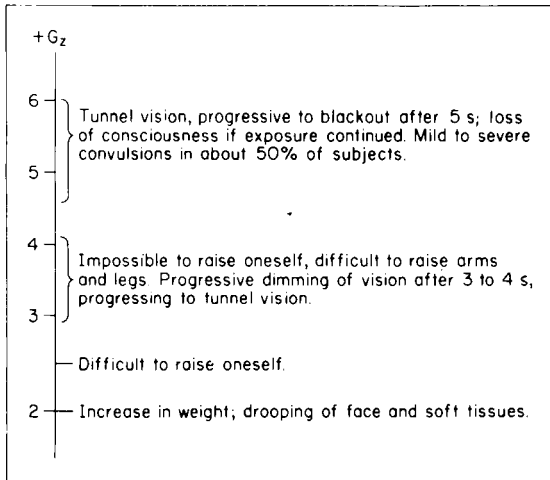 +Gz
6
Tunnel vision, progressive to blackout after 5 s; loss
of consciousness if exposure continued. Mild to severe
convulsions in about 50% of subjects.
5
4
Impossible to raise oneself, difficult to raise arms
and legs. Progressive dimming of vision after 3 to 4 s,
progressing to tunnel vision.
3
Difficult to raise oneself.
2
Increase in weight; drooping of face and soft tissues.